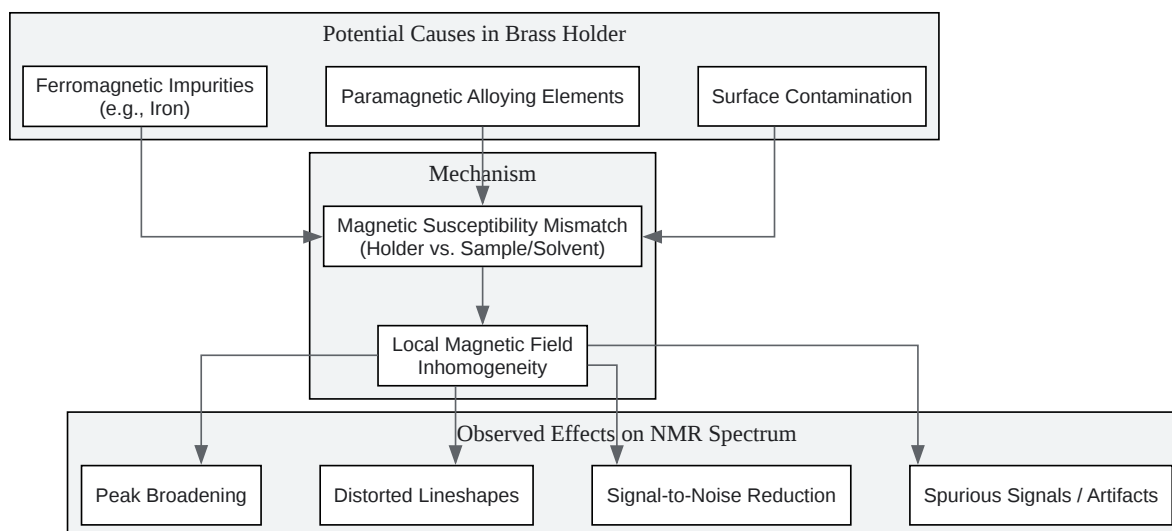 Potential Causes in Brass Holder
Ferromagnetic Impurities
(e.g., Iron)
Paramagnetic Alloying Elements
Surface Contamination
Mechanism
Magnetic Susceptibility Mismatch
(Holder vs. Sample/Solvent)
Local Magnetic Field
Inhomogeneity
Observed Effects on NMR Spectrum
Peak Broadening
Distorted Lineshapes
Signal-to-Noise Reduction
Spurious Signals / Artifacts